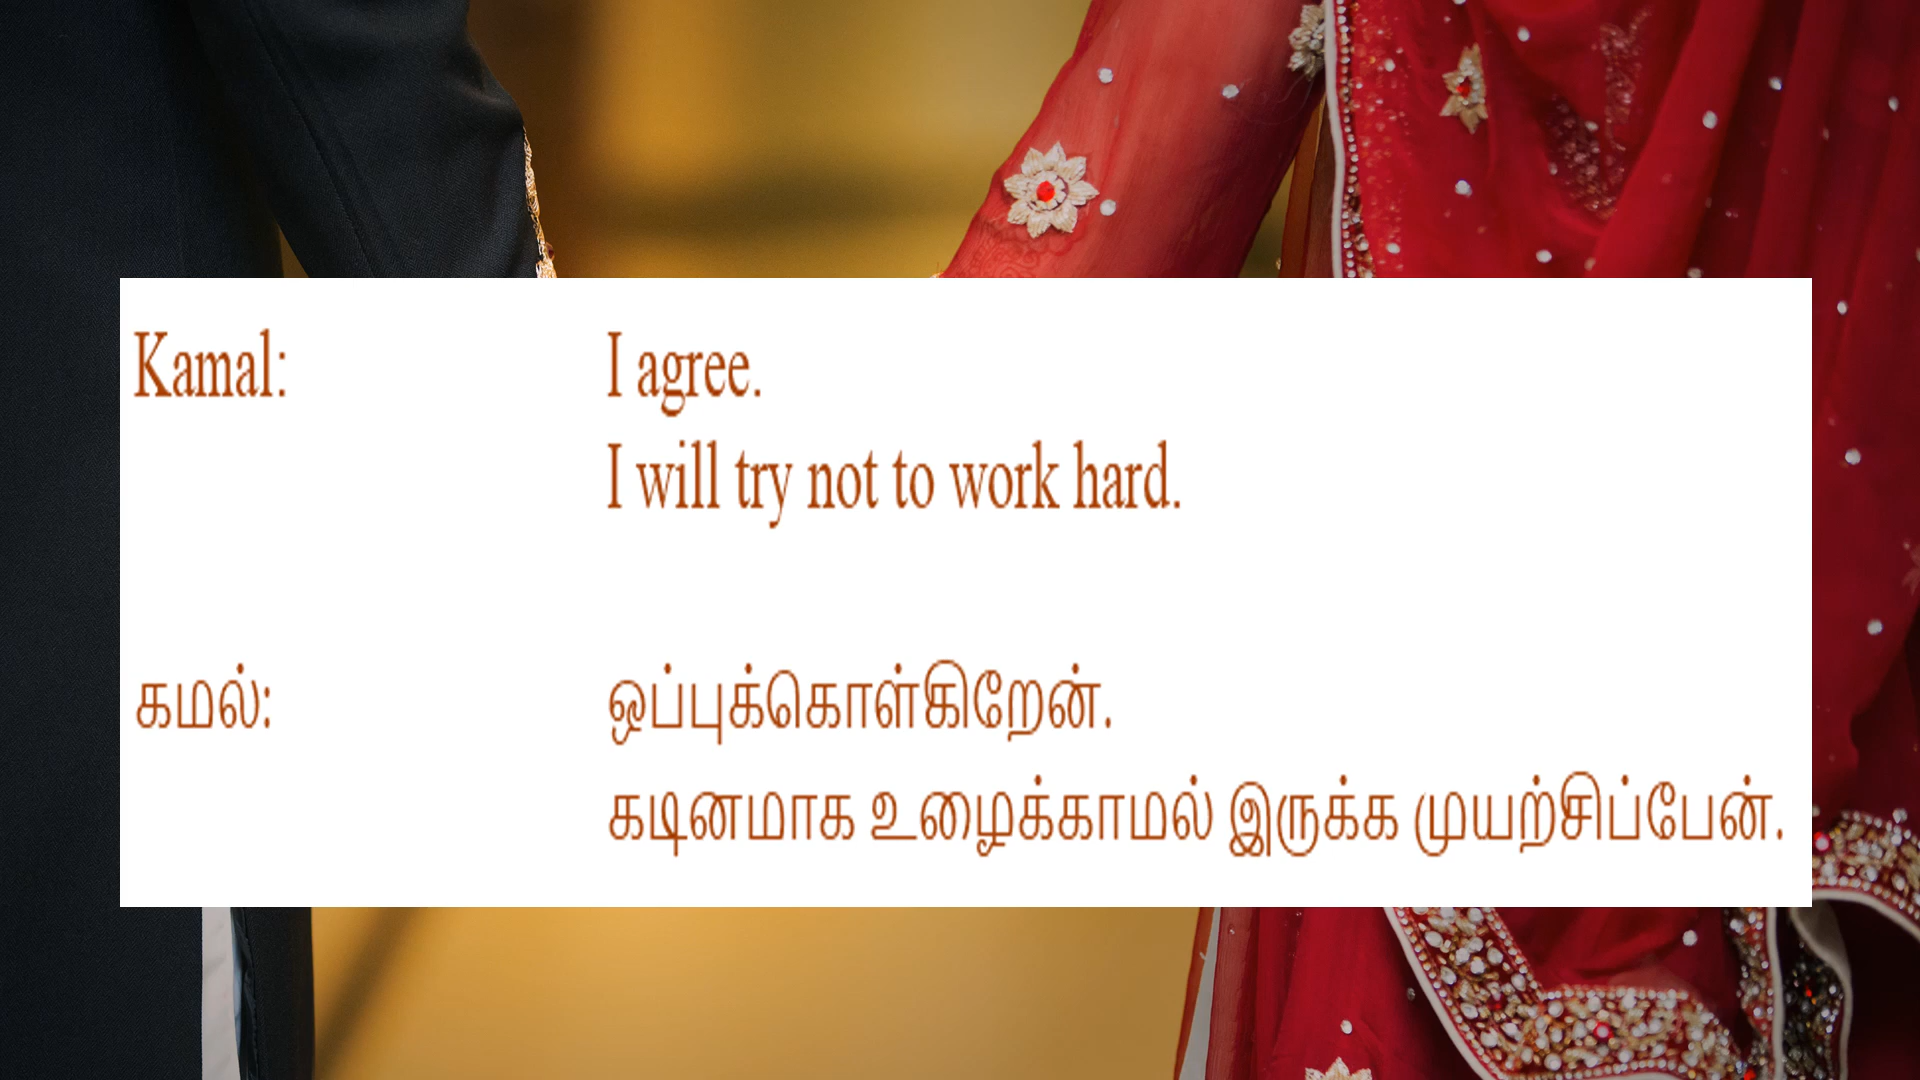 Kamal: I agree.
I will try not to work hard.
கமல்: ஒப்புக்கொள்கிறேன்.
கடினமாக உழைக்காமல் இருக்க முயற்சிப்பேன்.